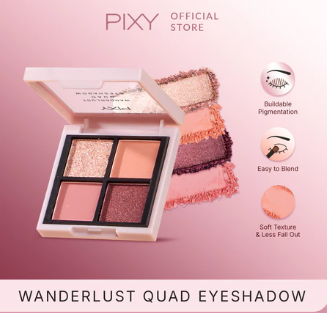 PIXY OFFICIAL
STORE
Buildable
Pigmentation
Easy to Blend
Soft Texture
& Less Fall Out
WANDERLUST QUAD EYESHADOW